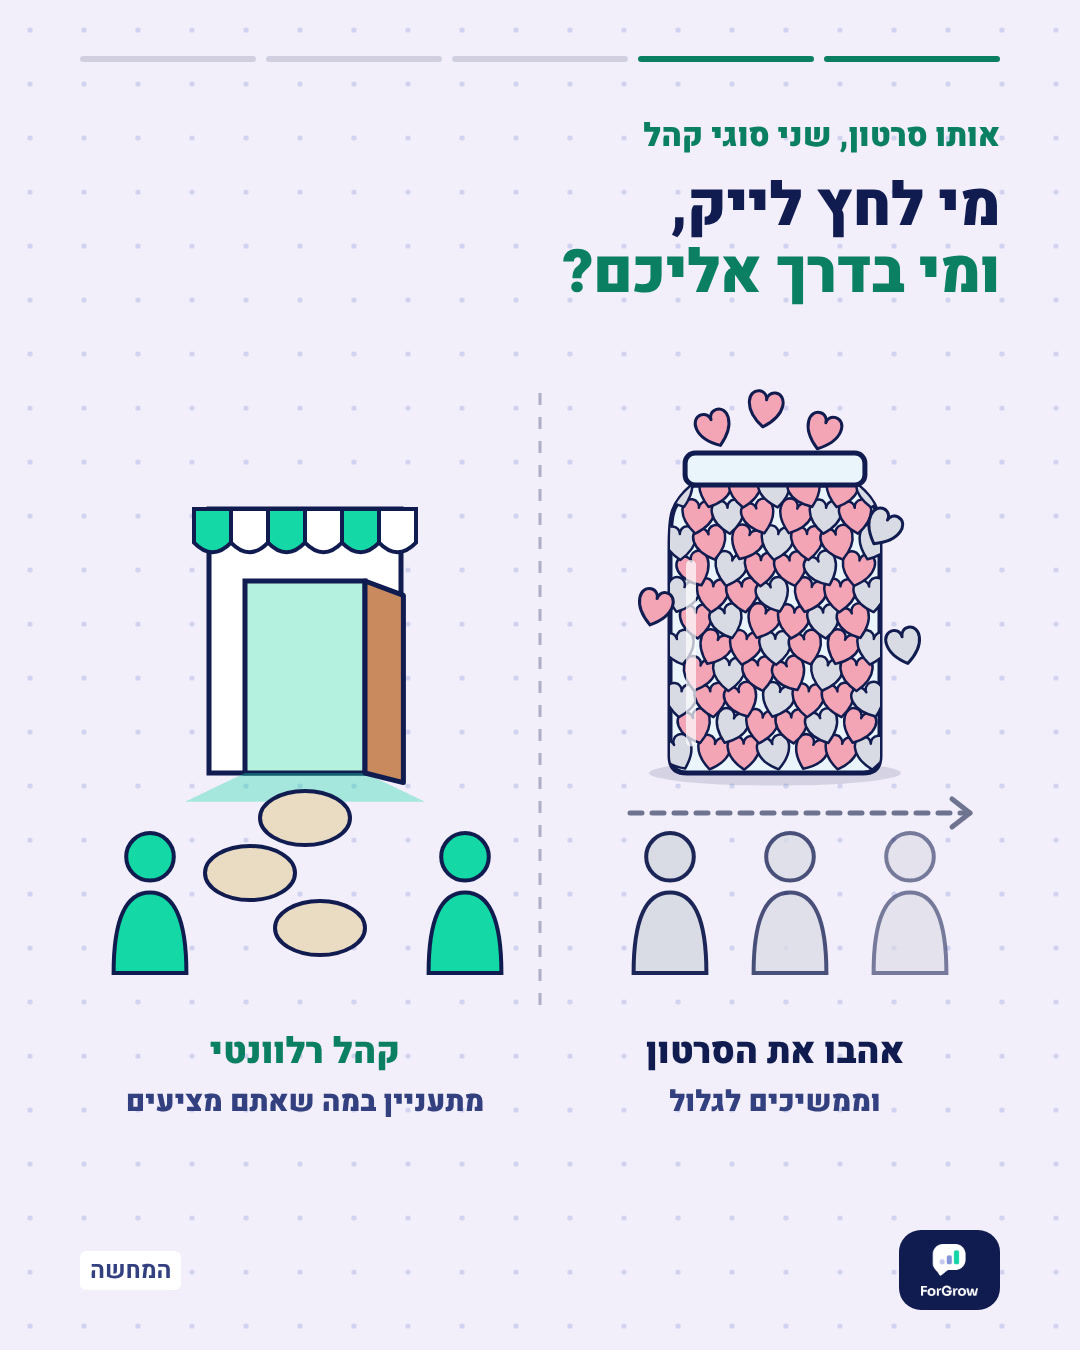 אותו סרטון, שני סוגי קהל
מי לחץ לייק,
ומי בדרך אליכם?
אהבו את הסרטון
וממשיכים לגלול
קהל רלוונטי
מתעניין במה שאתם מציעים
ForGrow
המחשה